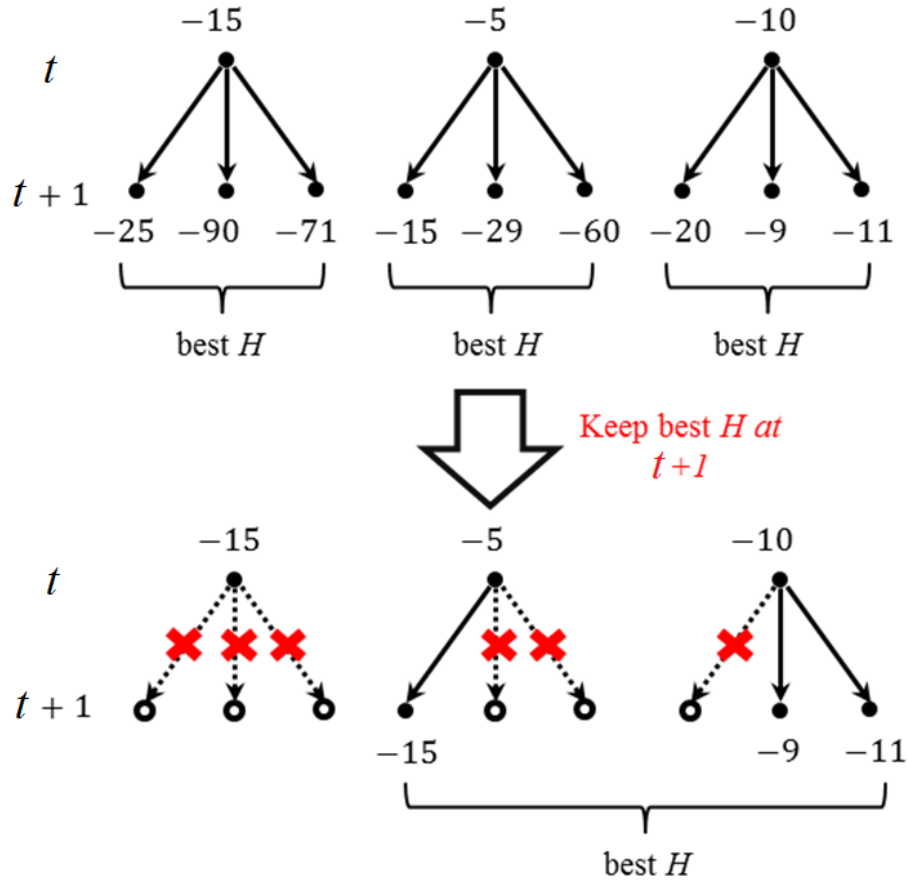 −15 −5 −10
t
t + 1
−25 −90 −71 −15 −29 −60 −20 −9 −11
best H best H best H
Keep best H at
t +1
−15 −5 −10
t
t + 1
−15 −9 −11
best H